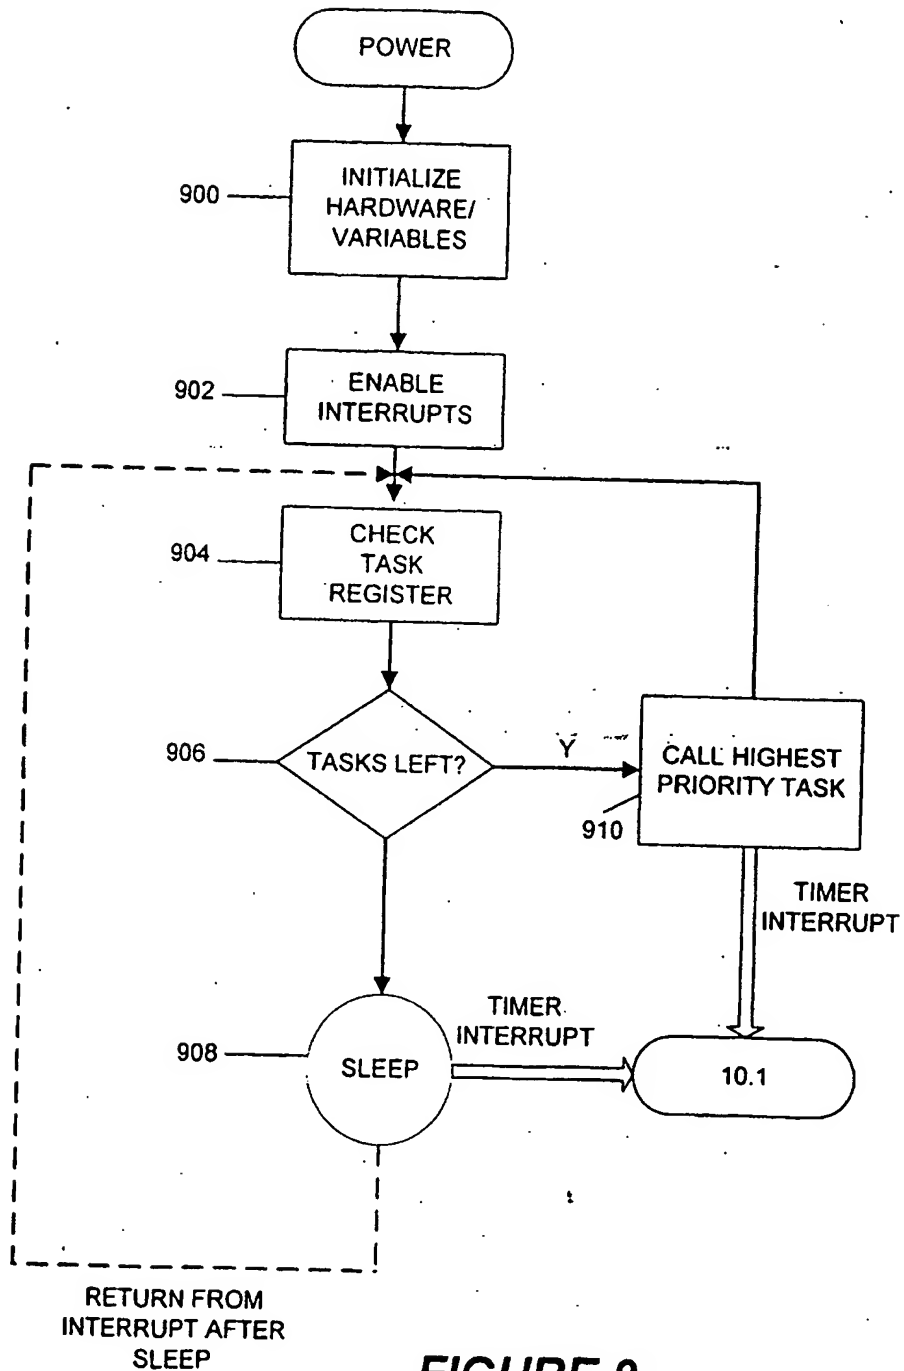 POWER
900
INITIALIZE
HARDWARE/
VARIABLES
902
ENABLE
INTERRUPTS
904
CHECK
TASK
REGISTER
906
TASKS LEFT?
Y
CALL HIGHEST
PRIORITY TASK
910
TIMER
INTERRUPT
908
SLEEP
TIMER
INTERRUPT
10.1
RETURN FROM
INTERRUPT AFTER
SLEEP
FIGURE